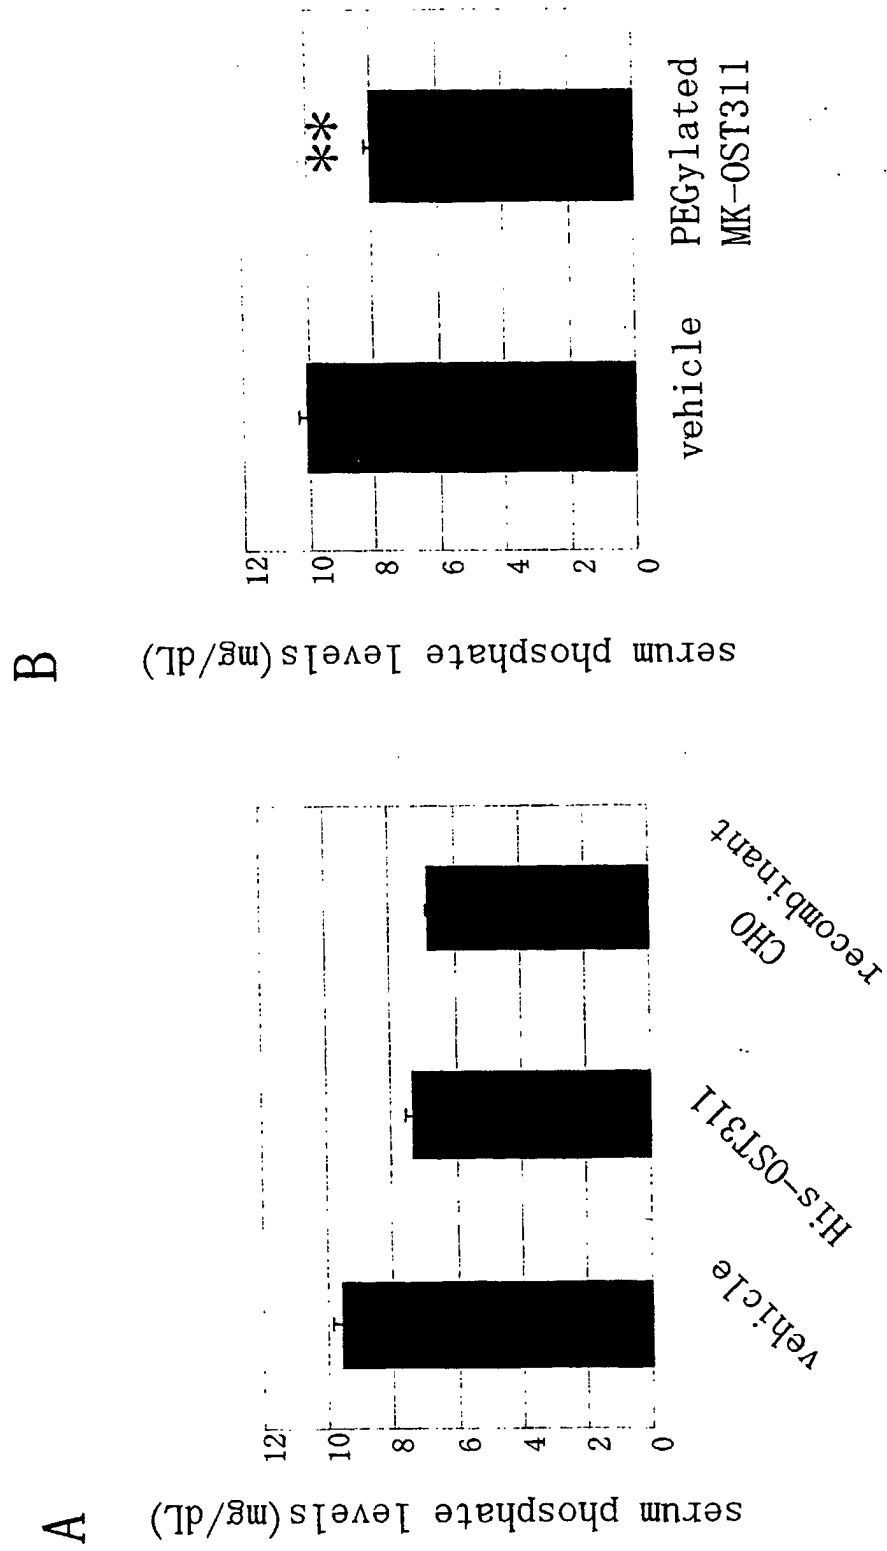 A
serum phosphate levels(mg/dL)
12
10
8
6
4
2
0
vehicle
His-OST311
CHO
recombinant
B
serum phosphate levels(mg/dL)
12
10
8
6
4
2
0
**
vehicle
PEGylated
MK-OST311